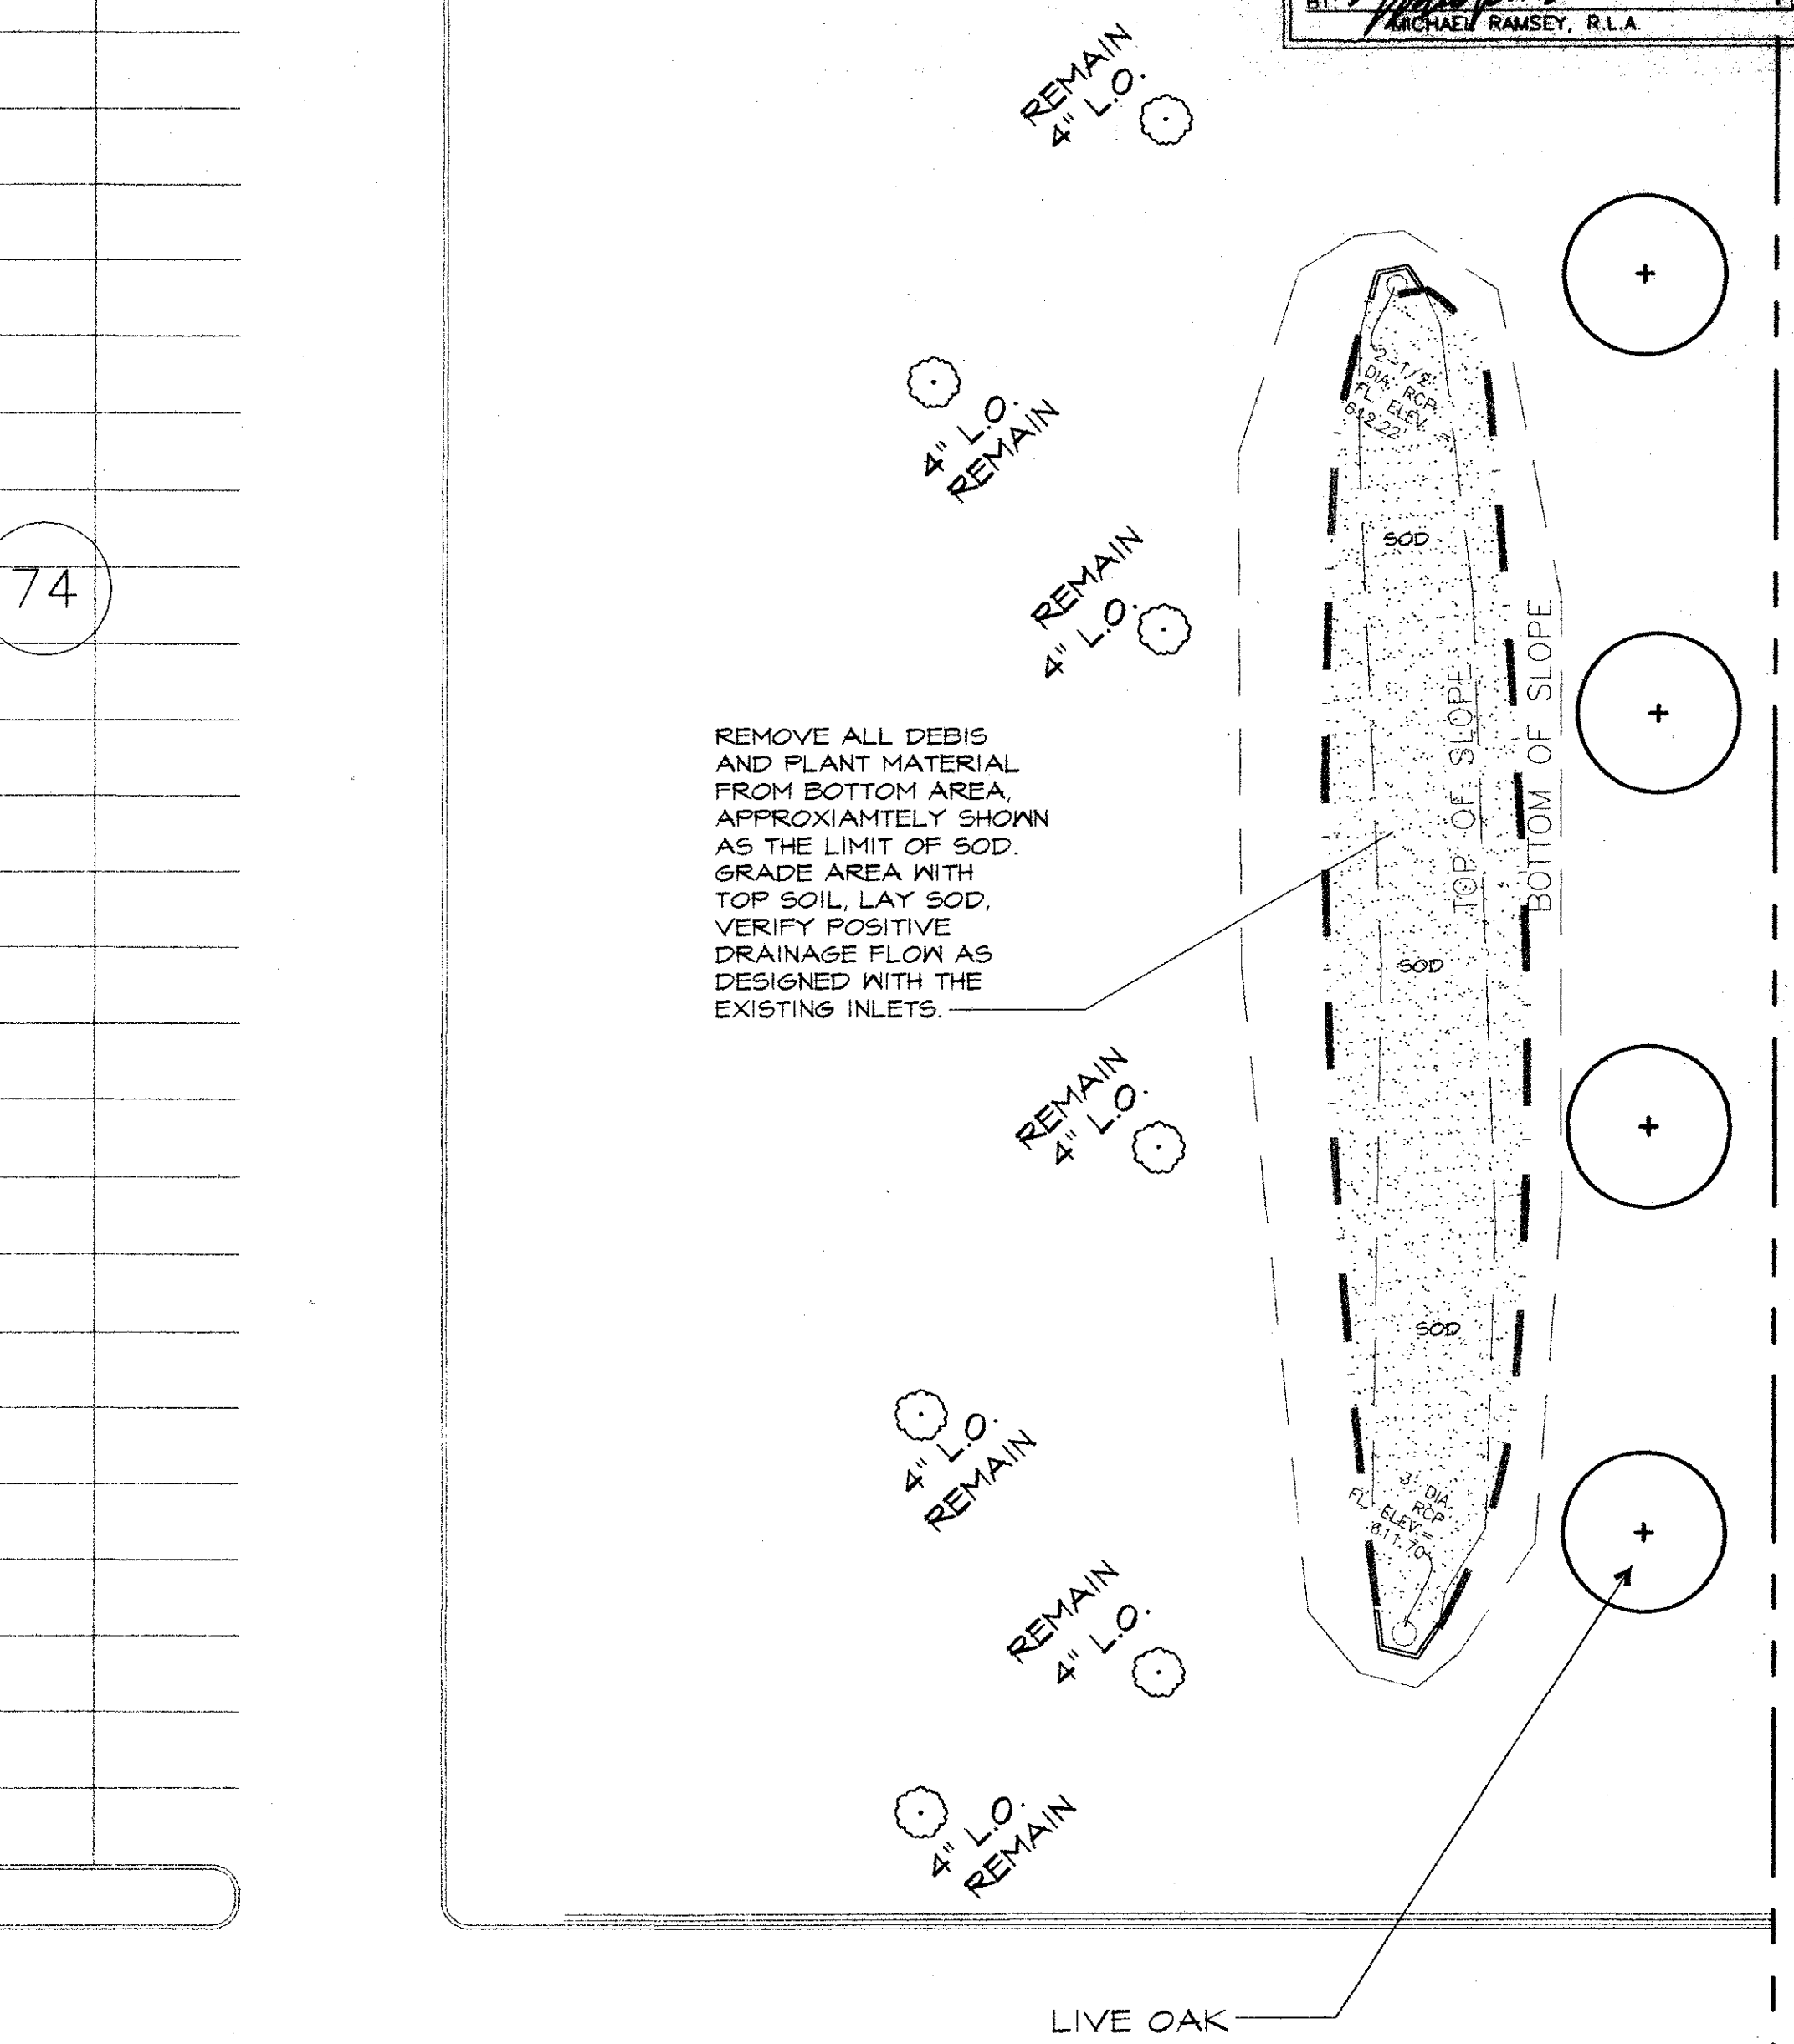 BY:
MICHAEL RAMSEY, R.L.A.
REMAIN
4" L.O.
4" L.O.
REMAIN
2-1/2'
DIA. RCP
FL. ELEV. =
612.22'
SOD
74
REMAIN
4" L.O.
TOP OF SLOPE
BOTTOM OF SLOPE
REMOVE ALL DEBIS
AND PLANT MATERIAL
FROM BOTTOM AREA,
APPROXIAMTELY SHOWN
AS THE LIMIT OF SOD.
GRADE AREA WITH
TOP SOIL, LAY SOD,
VERIFY POSITIVE
DRAINAGE FLOW AS
DESIGNED WITH THE
EXISTING INLETS.
SOD
REMAIN
4" L.O.
SOD
4" L.O.
REMAIN
3' DIA.
RCP
FL. ELEV. =
611.70'
REMAIN
4" L.O.
4" L.O.
REMAIN
LIVE OAK